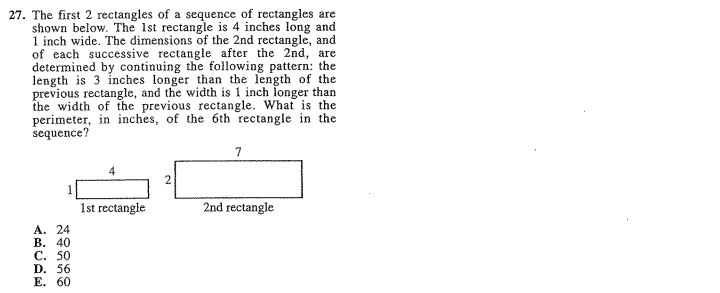 27. The first 2 rectangles of a sequence of rectangles are
shown below. The 1st rectangle is 4 inches long and
1 inch wide. The dimensions of the 2nd rectangle, and
of each successive rectangle after the 2nd, are
determined by continuing the following pattern: the
length is 3 inches longer than the length of the
previous rectangle, and the width is 1 inch longer than
the width of the previous rectangle. What is the
perimeter, in inches, of the 6th rectangle in the
sequence?
4
1
1st rectangle
7
2
2nd rectangle
A. 24
B. 40
C. 50
D. 56
E. 60